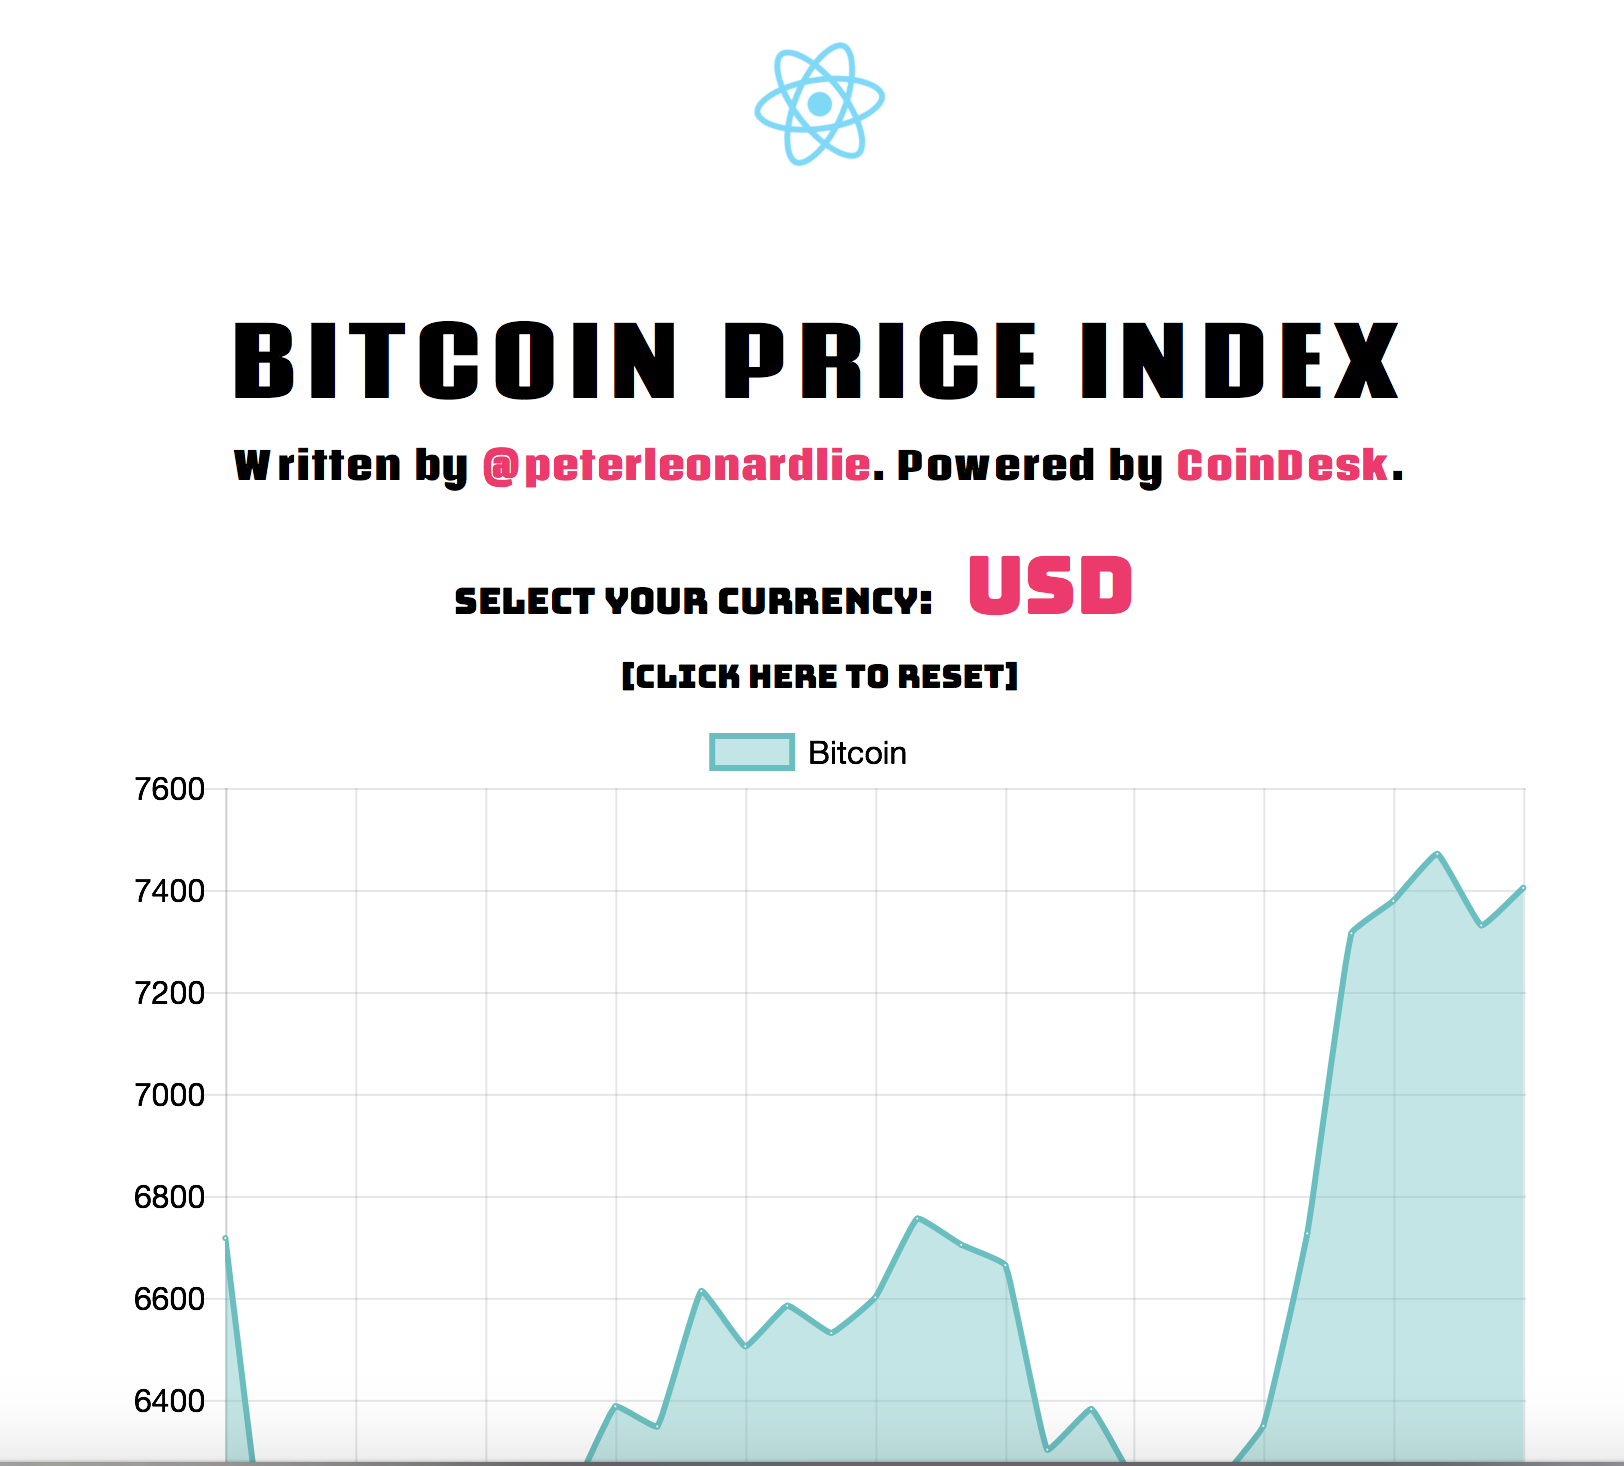 BITCOIN PRICE INDEX
Written by @peterleonardlie. Powered by CoinDesk.
SELECT YOUR CURRENCY: USD
[CLICK HERE TO RESET]
Bitcoin
7600
7400
7200
7000
6800
6600
6400